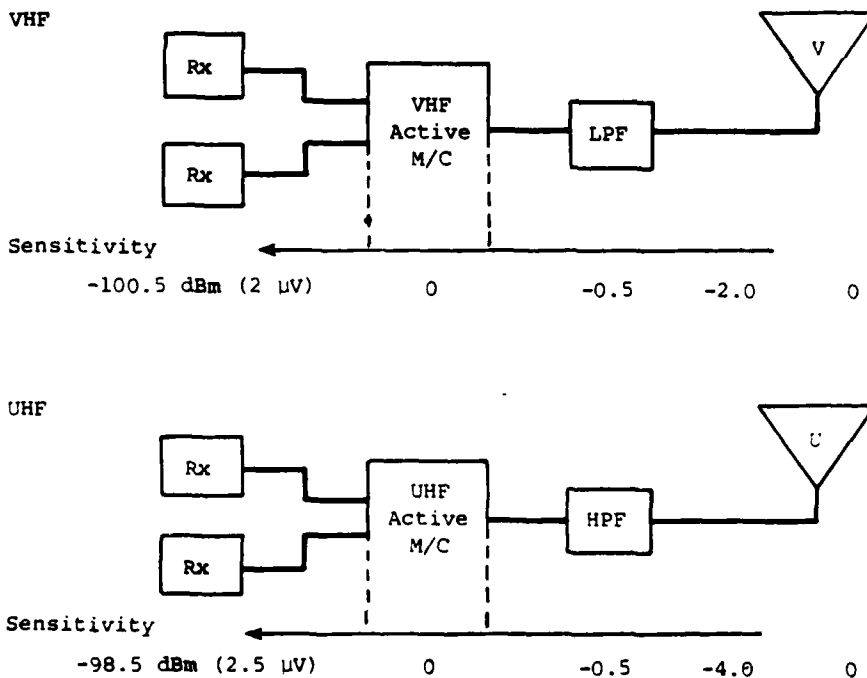 VHF
V
Rx
VHF
Active
M/C
LPF
Rx
Sensitivity
-100.5 dBm (2 µV) 0 -0.5 -2.0 0
UHF
U
Rx
UHF
Active
M/C
HPF
Rx
Sensitivity
-98.5 dBm (2.5 µV) 0 -0.5 -4.0 0